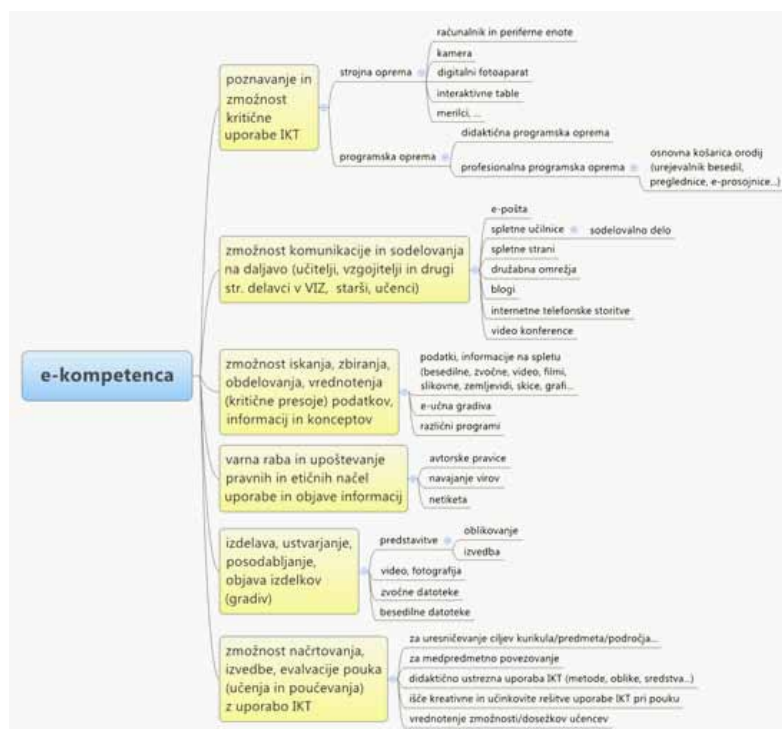 e-kompetenca
poznavanje in
zmožnost
kritične
uporabe IKT
strojna oprema
računalnik in periferne enote
kamera
digitalni fotoaparat
interaktivne table
merilci, ...
programska oprema
didaktična programska oprema
profesionalna programska oprema
osnovna košarica orodij
(urejevalnik besedil,
preglednice, e-prosojnice...)
zmožnost komunikacije in sodelovanja
na daljavo (učitelji, vzgojitelji in drugi
str. delavci v VIZ, starši, učenci)
e-pošta
spletne učilnice
sodelovalno delo
spletne strani
družabna omrežja
blogi
internetne telefonske storitve
video konference
zmožnost iskanja, zbiranja,
obdelovanja, vrednotenja
(kritične presoje) podatkov,
informacij in konceptov
podatki, informacije na spletu
(besedilne, zvočne, video, filmi,
slikovne, zemljevidi, skice, grafi...
e-učna gradiva
različni programi
varna raba in upoštevanje
pravnih in etičnih načel
uporabe in objave informacij
avtorske pravice
navajanje virov
netiketa
izdelava, ustvarjanje,
posodabljanje,
objava izdelkov
(gradiv)
predstavitve
oblikovanje
izvedba
video, fotografija
zvočne datoteke
besedilne datoteke
zmožnost načrtovanja,
izvedbe, evalvacije pouka
(učenja in poučevanja)
z uporabo IKT
za uresničevanje ciljev kurikula/predmeta/področja...
za medpredmetno povezovanje
didaktično ustrezna uporaba IKT (metode, oblike, sredstva...)
išče kreativne in učinkovite rešitve uporabe IKT pri pouku
vrednotenje zmožnosti/dosežkov učencev